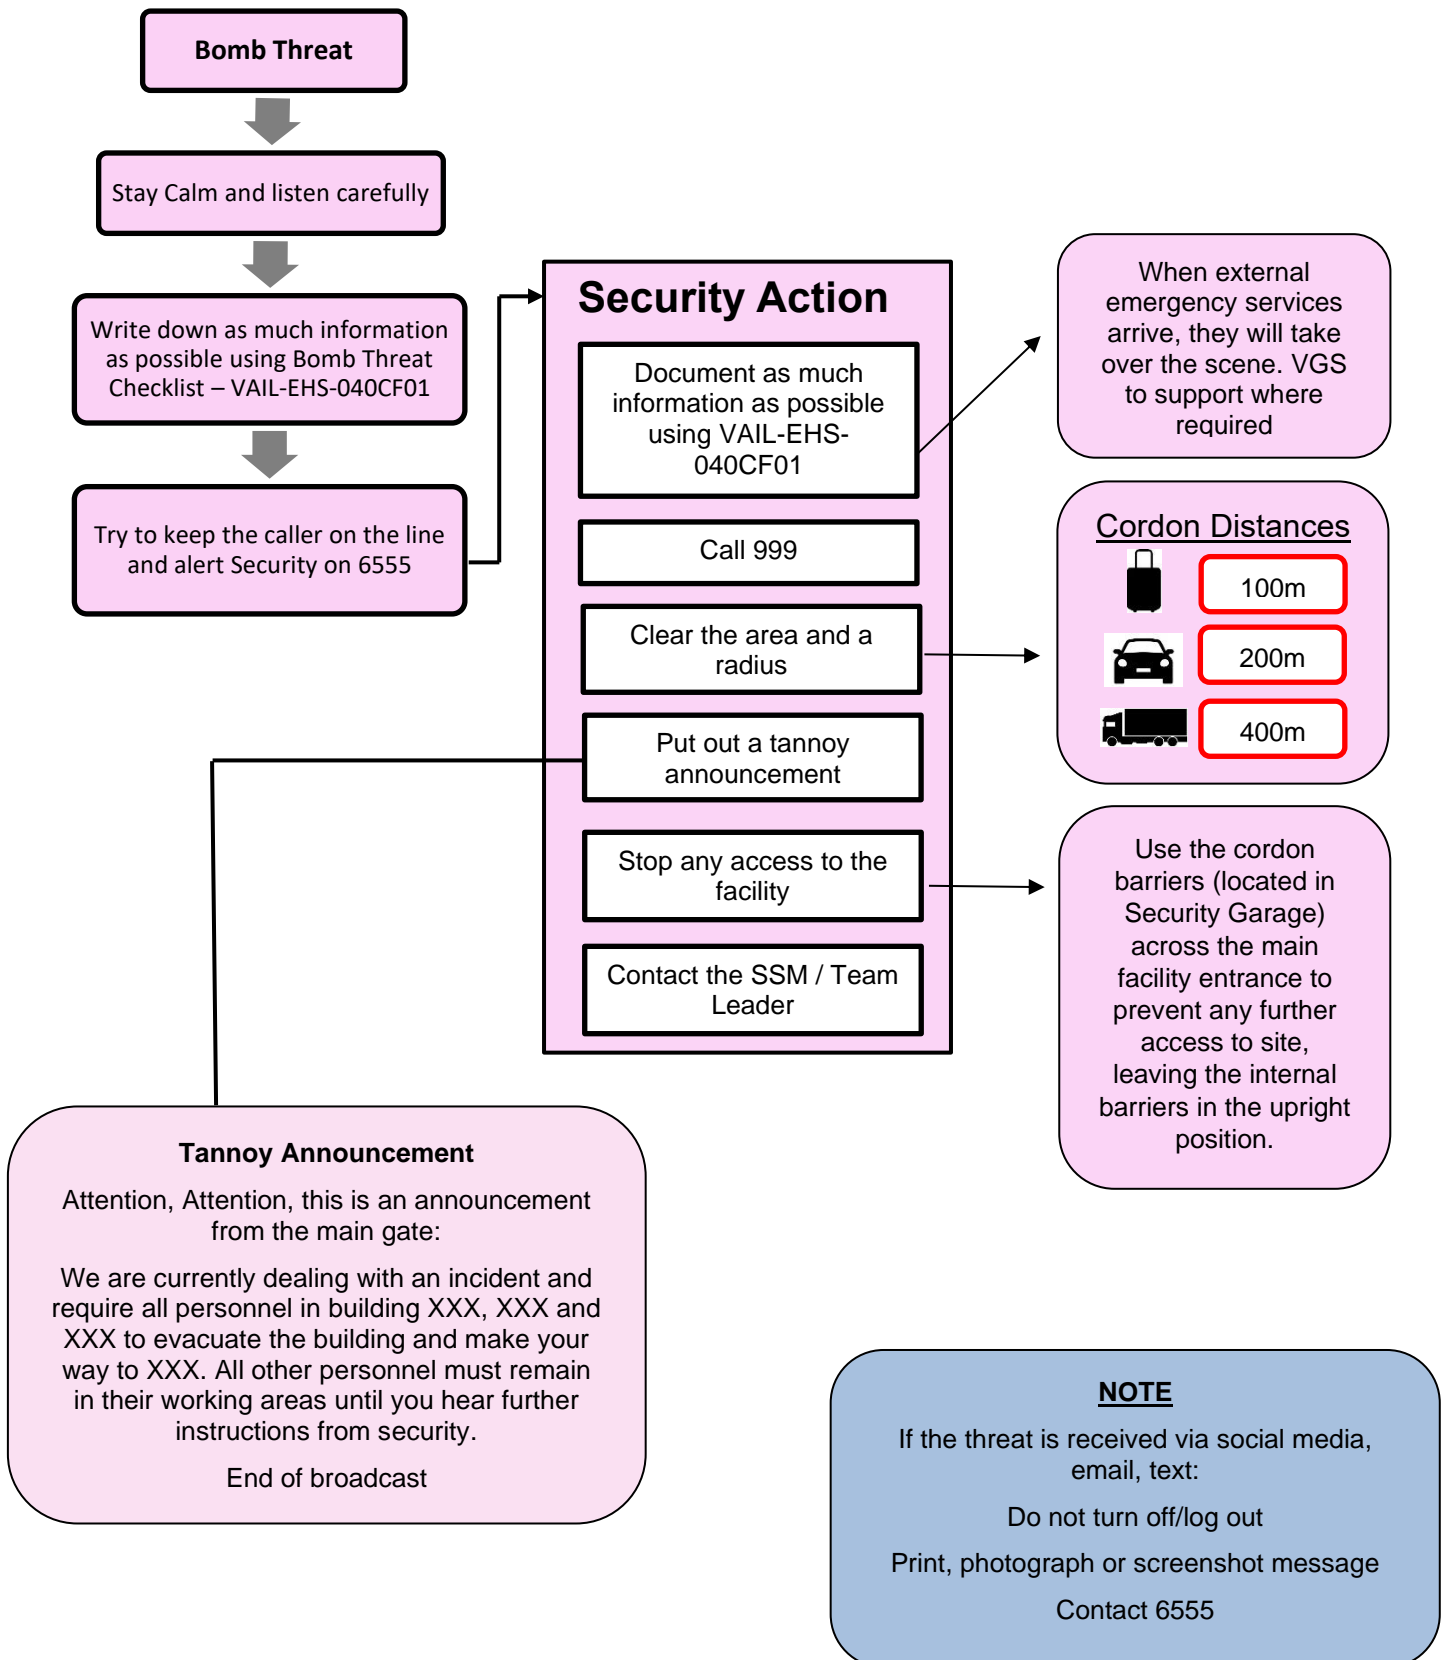 Bomb Threat
Stay Calm and listen carefully
Write down as much information
as possible using Bomb Threat
Checklist – VAIL-EHS-040CF01
Try to keep the caller on the line
and alert Security on 6555
Security Action
Document as much
information as possible
using VAIL-EHS-
040CF01
Call 999
Clear the area and a
radius
Put out a tannoy
announcement
Stop any access to the
facility
Contact the SSM / Team
Leader
When external
emergency services
arrive, they will take
over the scene. VGS
to support where
required
Cordon Distances
100m
200m
400m
Use the cordon
barriers (located in
Security Garage)
across the main
facility entrance to
prevent any further
access to site,
leaving the internal
barriers in the upright
position.
Tannoy Announcement
Attention, Attention, this is an announcement
from the main gate:
We are currently dealing with an incident and
require all personnel in building XXX, XXX and
XXX to evacuate the building and make your
way to XXX. All other personnel must remain
in their working areas until you hear further
instructions from security.
End of broadcast
NOTE
If the threat is received via social media,
email, text:
Do not turn off/log out
Print, photograph or screenshot message
Contact 6555